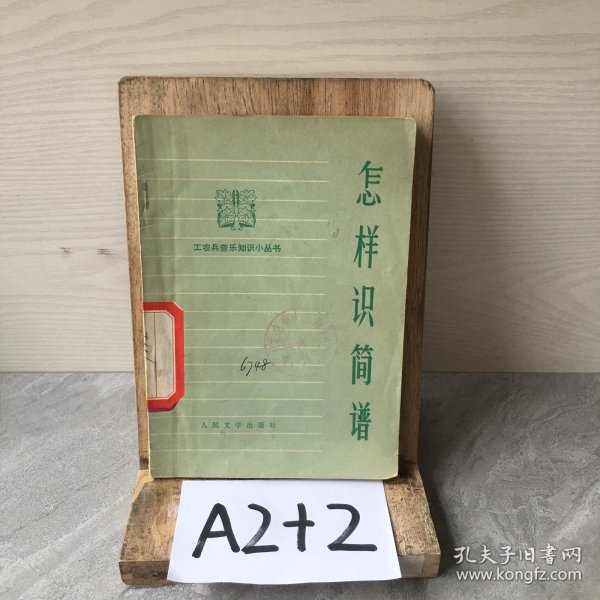 怎样识简谱
工农兵音乐知识小丛书
6748
人民文学出版社
A2+2
孔夫子旧書网
www.kongfz.com